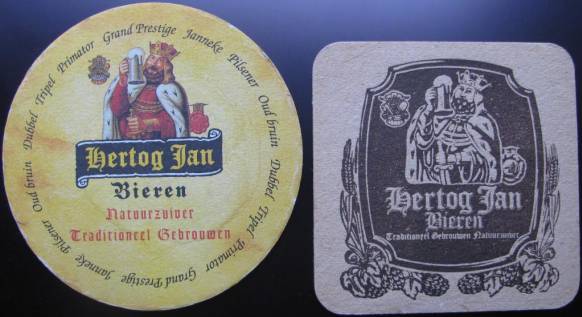 Oud bruin Dubbel Tripel Primator Grand Prestige Janneke Pilsener Oud bruin Dubbel Tripel Primator Grand Prestige Janneke Pilsener
Hertog Jan
Bieren
Natuurzuiver
Traditioneel Gebrouwen
Hertog Jan
Bieren
Traditioneel Gebrouwen Natuurzuiver